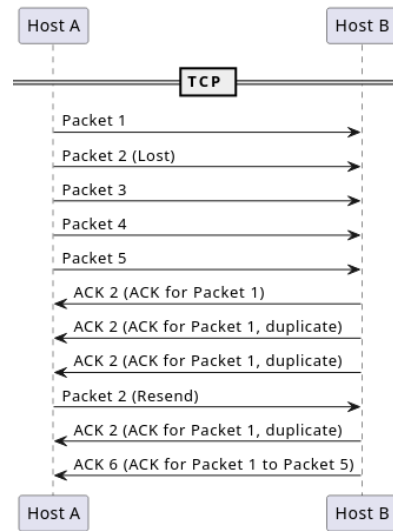 Host A Host B
TCP
Packet 1
Packet 2 (Lost)
Packet 3
Packet 4
Packet 5
ACK 2 (ACK for Packet 1)
ACK 2 (ACK for Packet 1, duplicate)
ACK 2 (ACK for Packet 1, duplicate)
Packet 2 (Resend)
ACK 2 (ACK for Packet 1, duplicate)
ACK 6 (ACK for Packet 1 to Packet 5)
Host A Host B